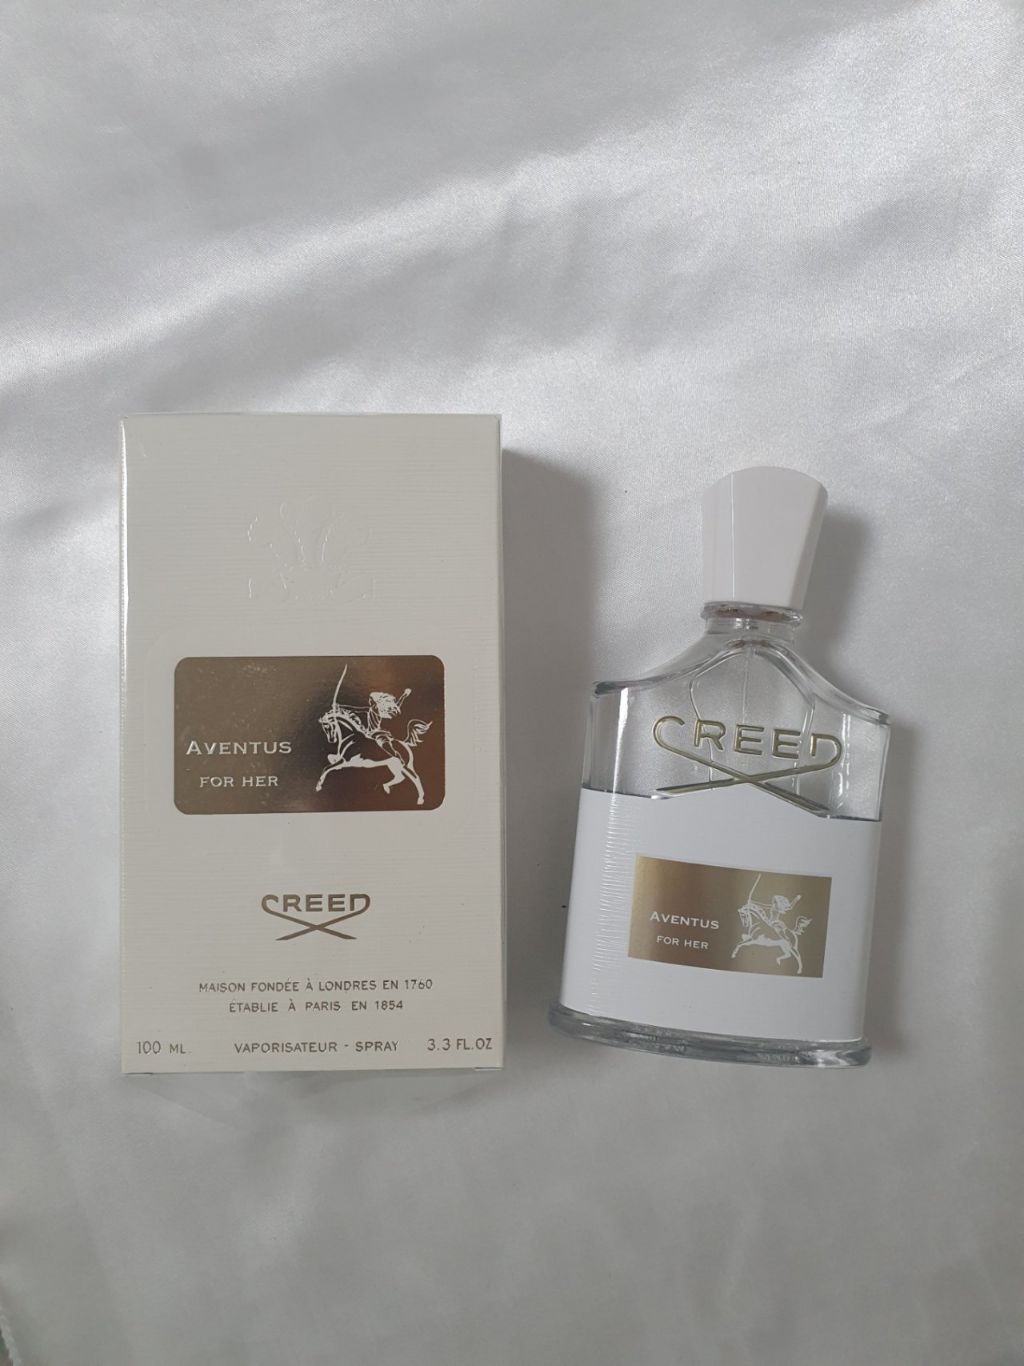 AVENTUS
FOR HER
CREED
MAISON FONDÉE À LONDRES EN 1760
ÉTABLIE À PARIS EN 1854
100 ML. VAPORISATEUR - SPRAY 3.3 FL.OZ
CREED
AVENTUS
FOR HER